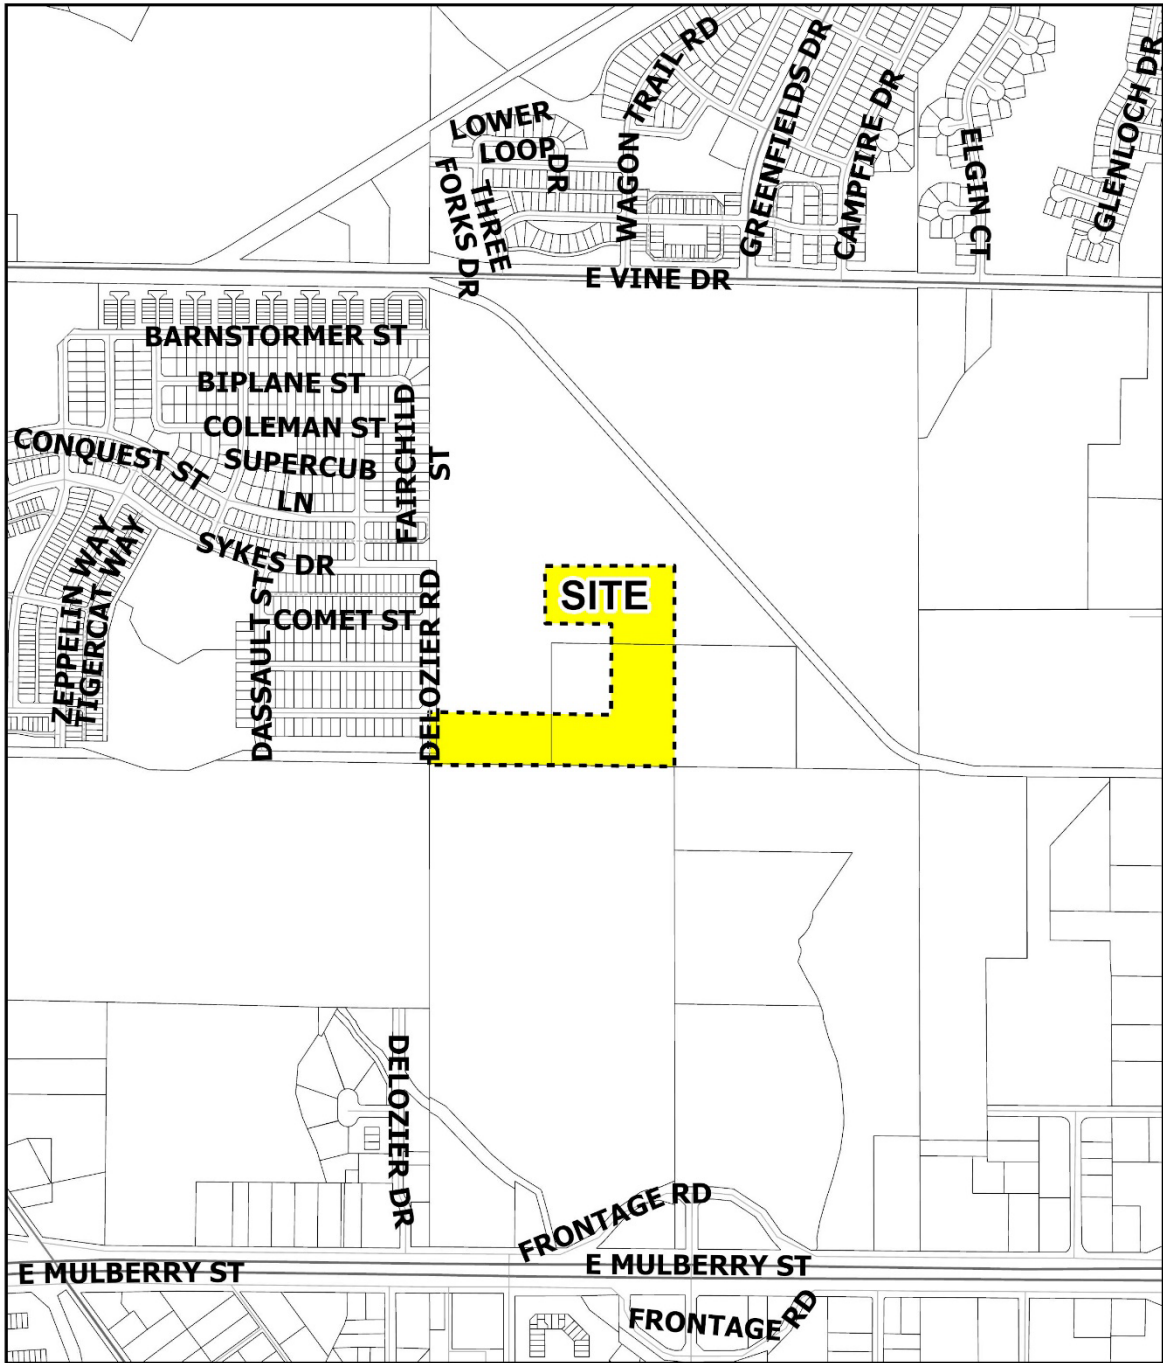 LOWER
LOOP
DR
THREE
FORKS DR
WAGON TRAIL RD
GREENFIELDS DR
CAMPFIRE DR
ELGIN CT
GLENLOCH DR
E VINE DR
BARNSTORMER ST
BIPLANE ST
COLEMAN ST
CONQUEST ST
SUPERCUB
LN
FAIRCHILD
ST
SYKES DR
ZEPPELIN WAY
TIGERCAT WAY
DASSAULT ST
COMET ST
DELOZIER RD
SITE
DELOZIER DR
FRONTAGE RD
E MULBERRY ST
E MULBERRY ST
FRONTAGE RD